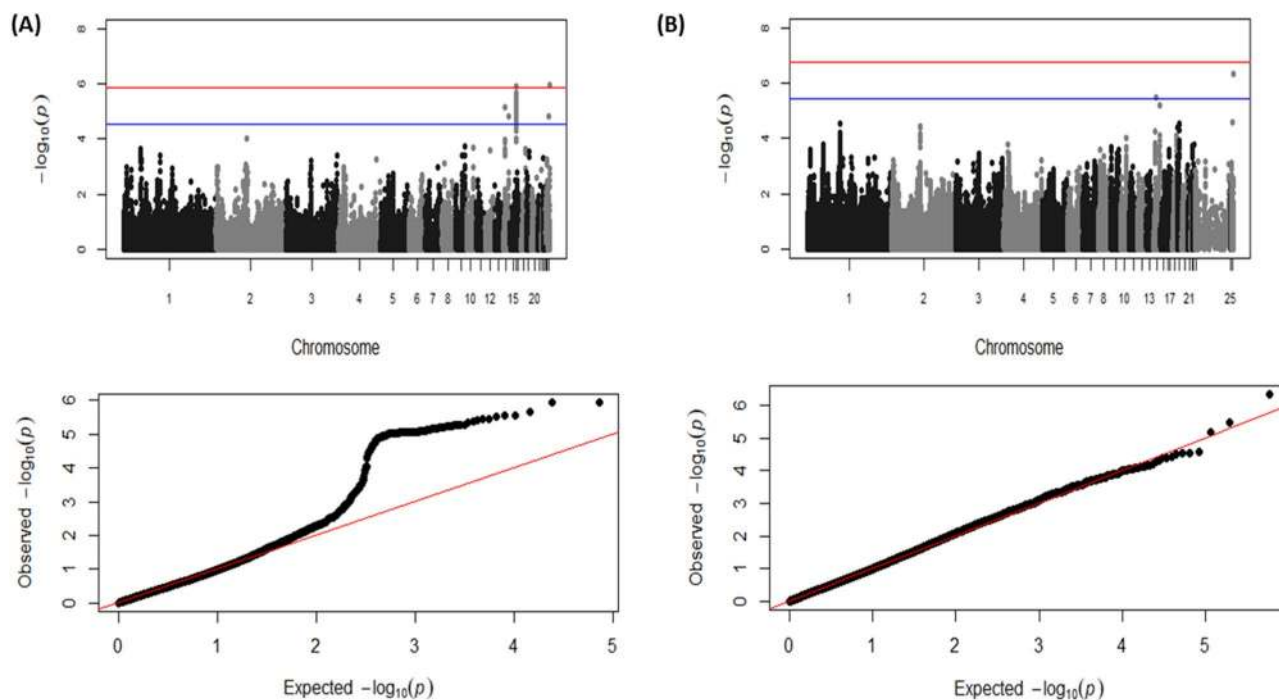 (A)
8
6
4
2
0
−log10(p)
1 2 3 4 5 6 7 8 10 12 15 20
Chromosome
(B)
8
6
4
2
0
−log10(p)
1 2 3 4 5 6 7 8 10 13 17 21 25
Chromosome
6
5
4
3
2
1
0
Observed −log10(p)
0 1 2 3 4 5
Expected −log10(p)
6
5
4
3
2
1
0
Observed −log10(p)
0 1 2 3 4 5
Expected −log10(p)